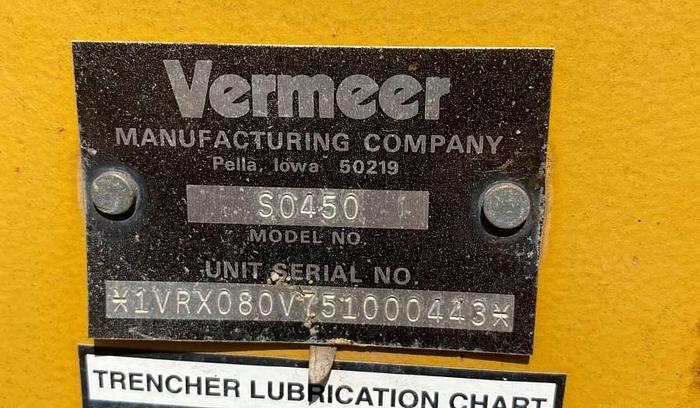 Vermeer
MANUFACTURING COMPANY
Pella, Iowa 50219
S0450
MODEL NO.
UNIT SERIAL NO.
*1VRX080V751000443*
TRENCHER LUBRICATION CHART